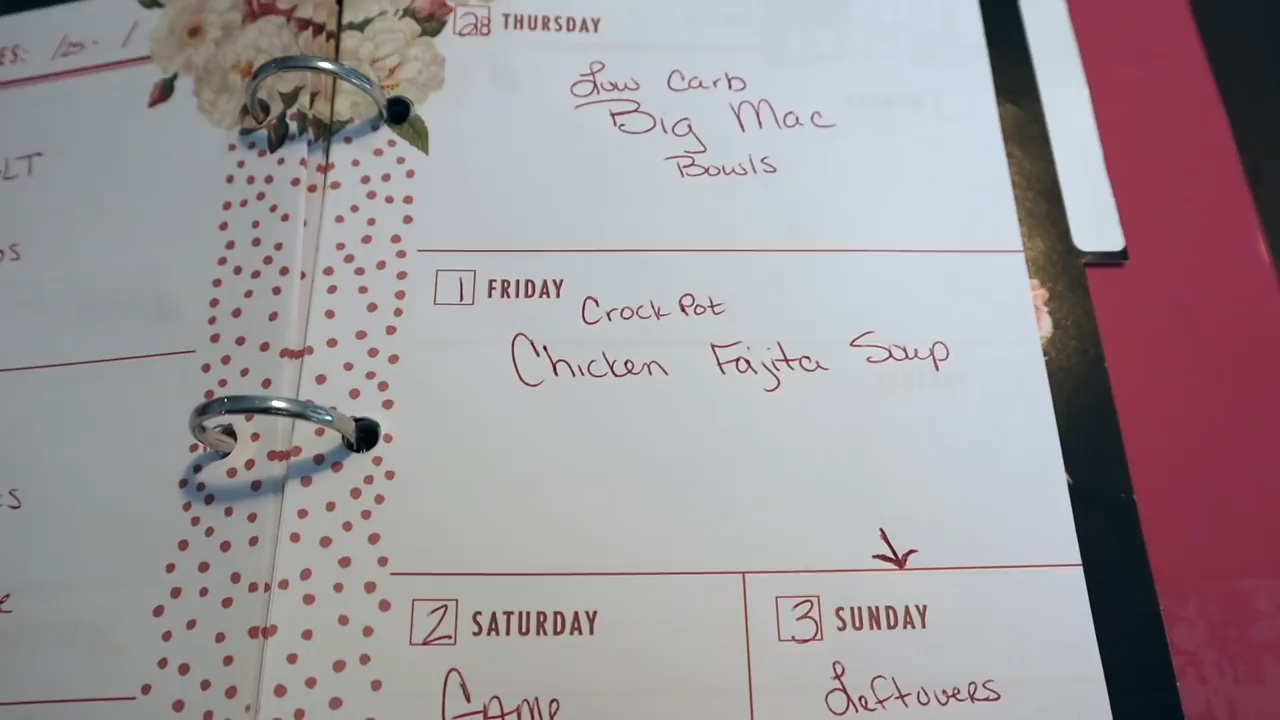 28 THURSDAY
Low Carb
Big Mac
Bowls
1 FRIDAY
Crock Pot
Chicken Fajita Soup
2 SATURDAY
Game
3 SUNDAY
Leftovers